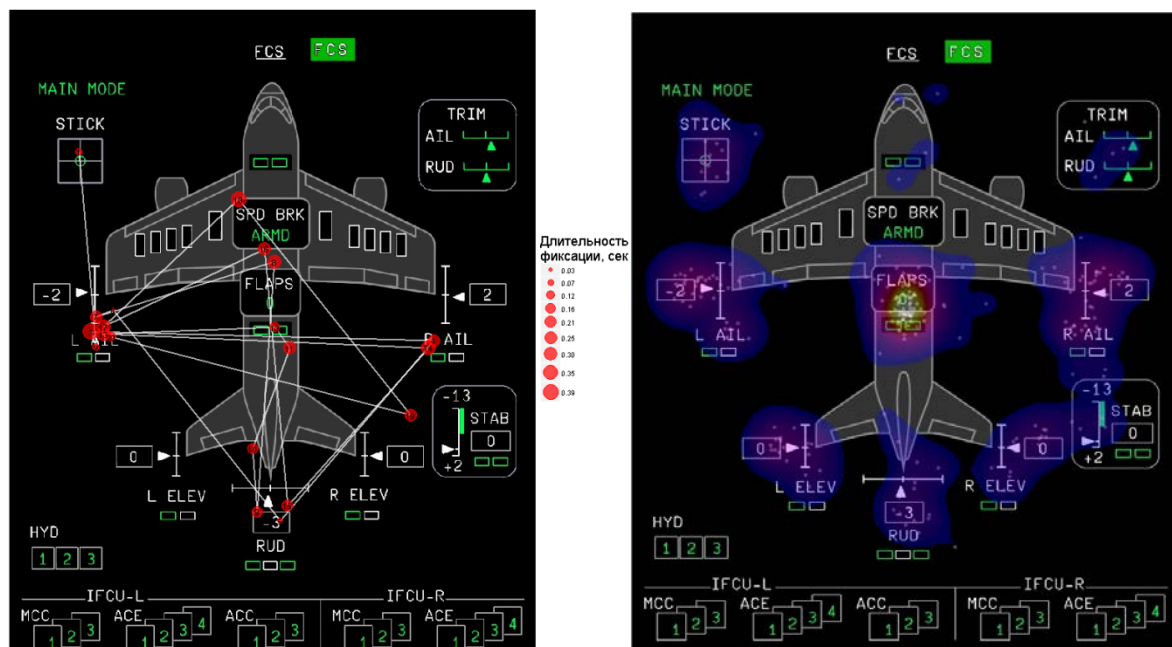 FCS FCS
MAIN MODE
STICK
TRIM
AIL
RUD
SPD BRK
ARMD
FLAPS
0
-2
2
L AIL
R AIL
-13
STAB
0
+2
0
0
L ELEV
R ELEV
-3
RUD
HYD
1 2 3
IFCU-L IFCU-R
MCC ACE ACC MCC ACE
1 2 3 1 2 3 4 1 2 3 1 2 3 1 2 3 4
Длительность
фиксации, сек
0.03
0.07
0.12
0.16
0.21
0.25
0.30
0.35
0.39
FCS FCS
MAIN MODE
STICK
TRIM
AIL
RUD
SPD BRK
ARMD
FLAPS
0
-2
2
L AIL
R AIL
-13
STAB
0
+2
0
0
L ELEV
R ELEV
-3
RUD
HYD
1 2 3
IFCU-L IFCU-R
MCC ACE ACC MCC ACE
1 2 3 1 2 3 4 1 2 3 1 2 3 1 2 3 4